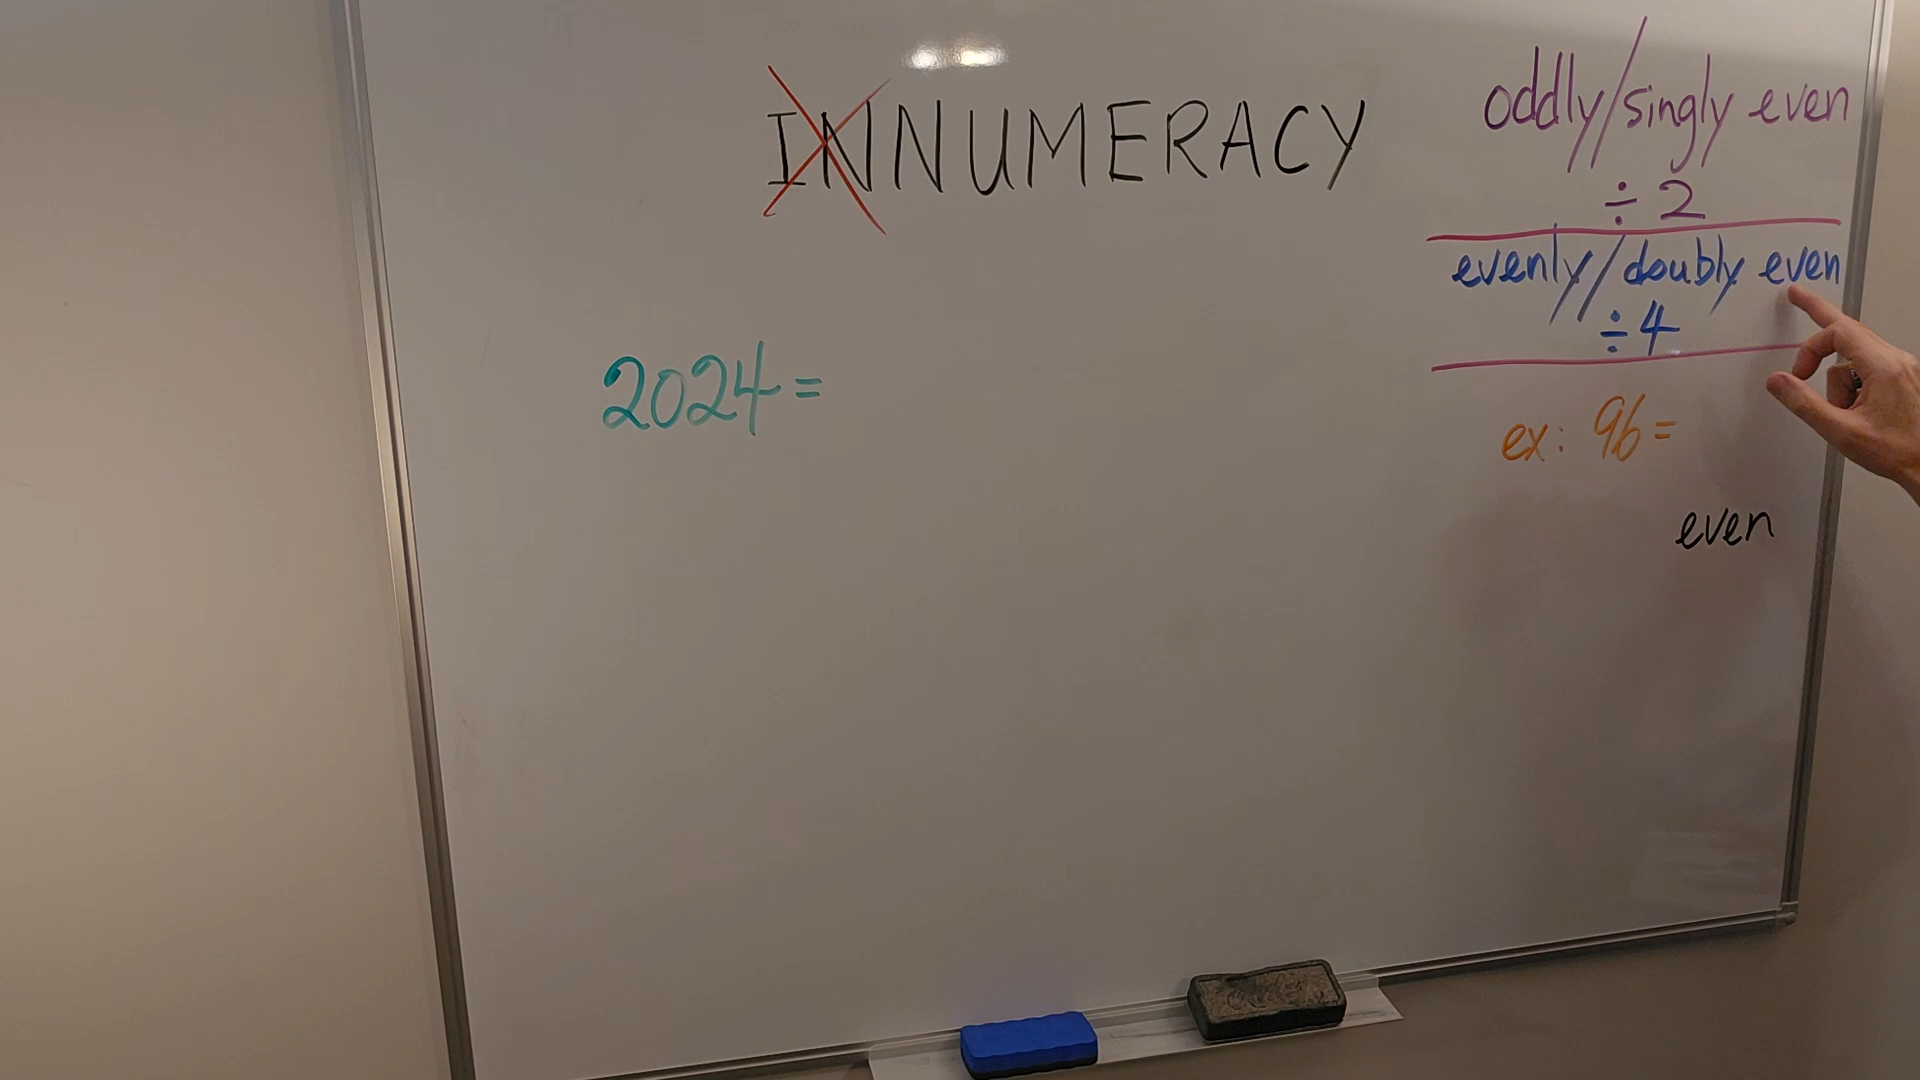 INNUMERACY
oddly/singly even
÷ 2
evenly/doubly even
÷4
2024=
ex: 96=
even